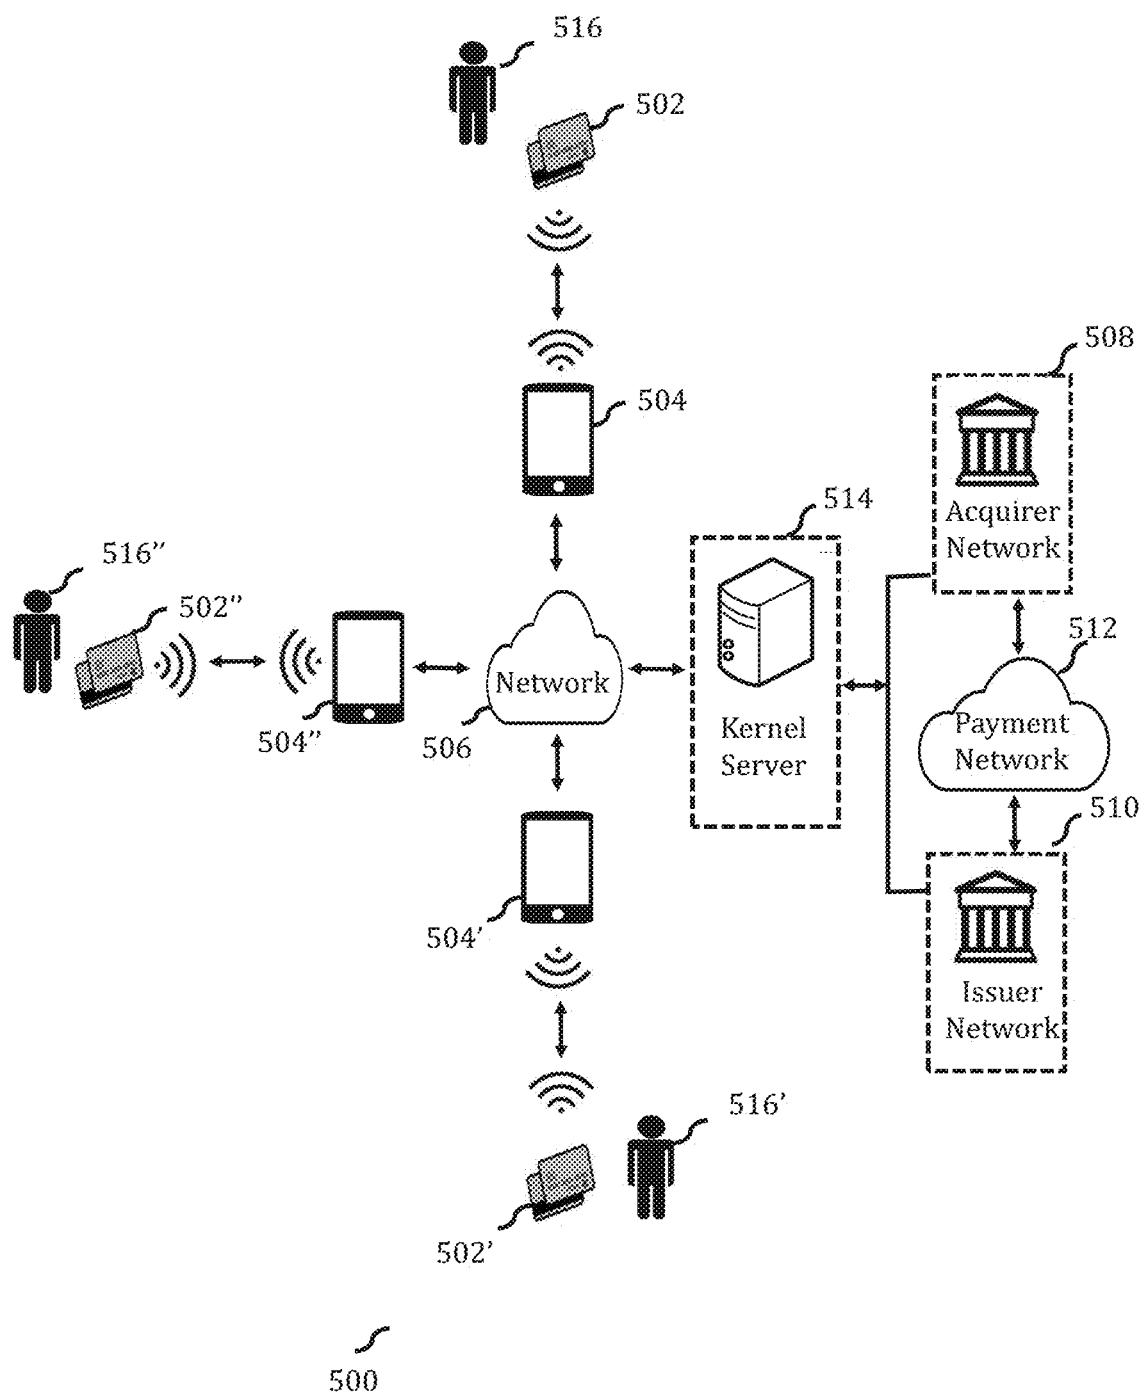 516
502
508
504
Acquirer
Network
514
516"
502"
512
Network
Payment
Network
Kernel
Server
504"
506
510
504'
Issuer
Network
516'
502'
500